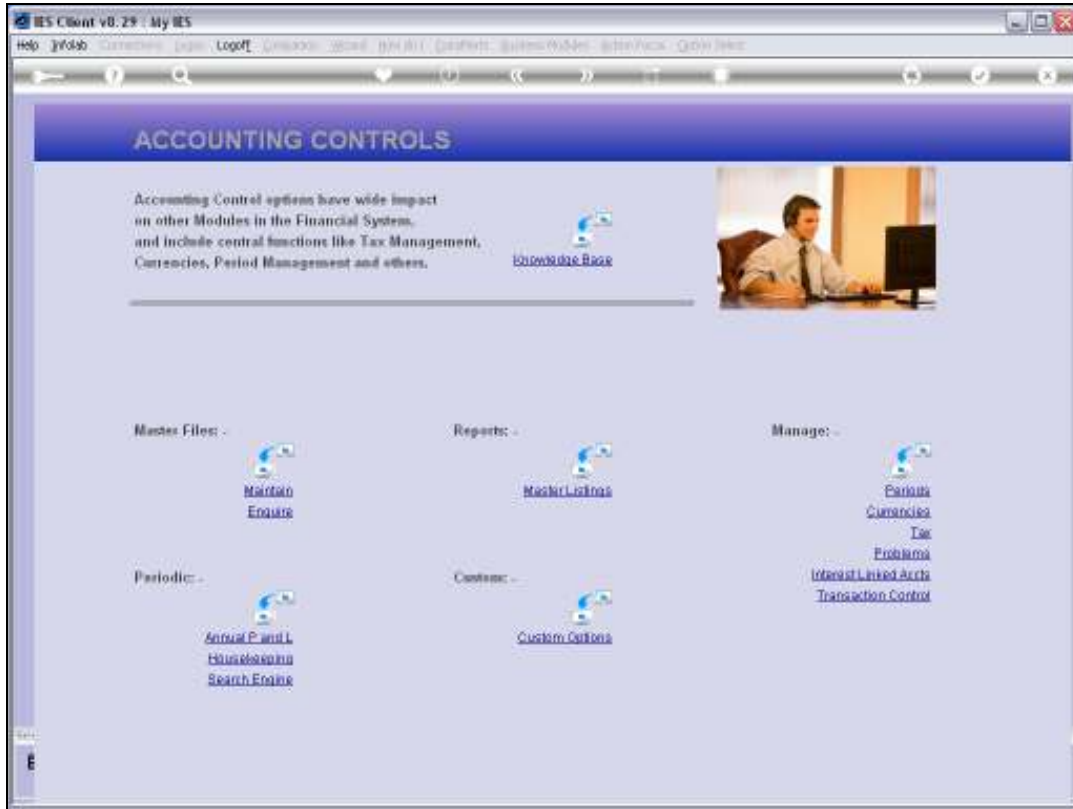 IES Client v8.29 : My IES
Help Infolab Logoff
ACCOUNTING CONTROLS
Accounting Control options have wide impact
on other Modules in the Financial System,
and include central functions like Tax Management,
Currencies, Period Management and others.
Knowledge Base
Master Files: -
Maintain
Enquire
Reports: -
Master Listings
Manage: -
Periods
Currencies
Tax
Problems
Interest Linked Accts
Transaction Control
Periodic: -
Annual P and L
Housekeeping
Search Engine
Custom: -
Custom Options